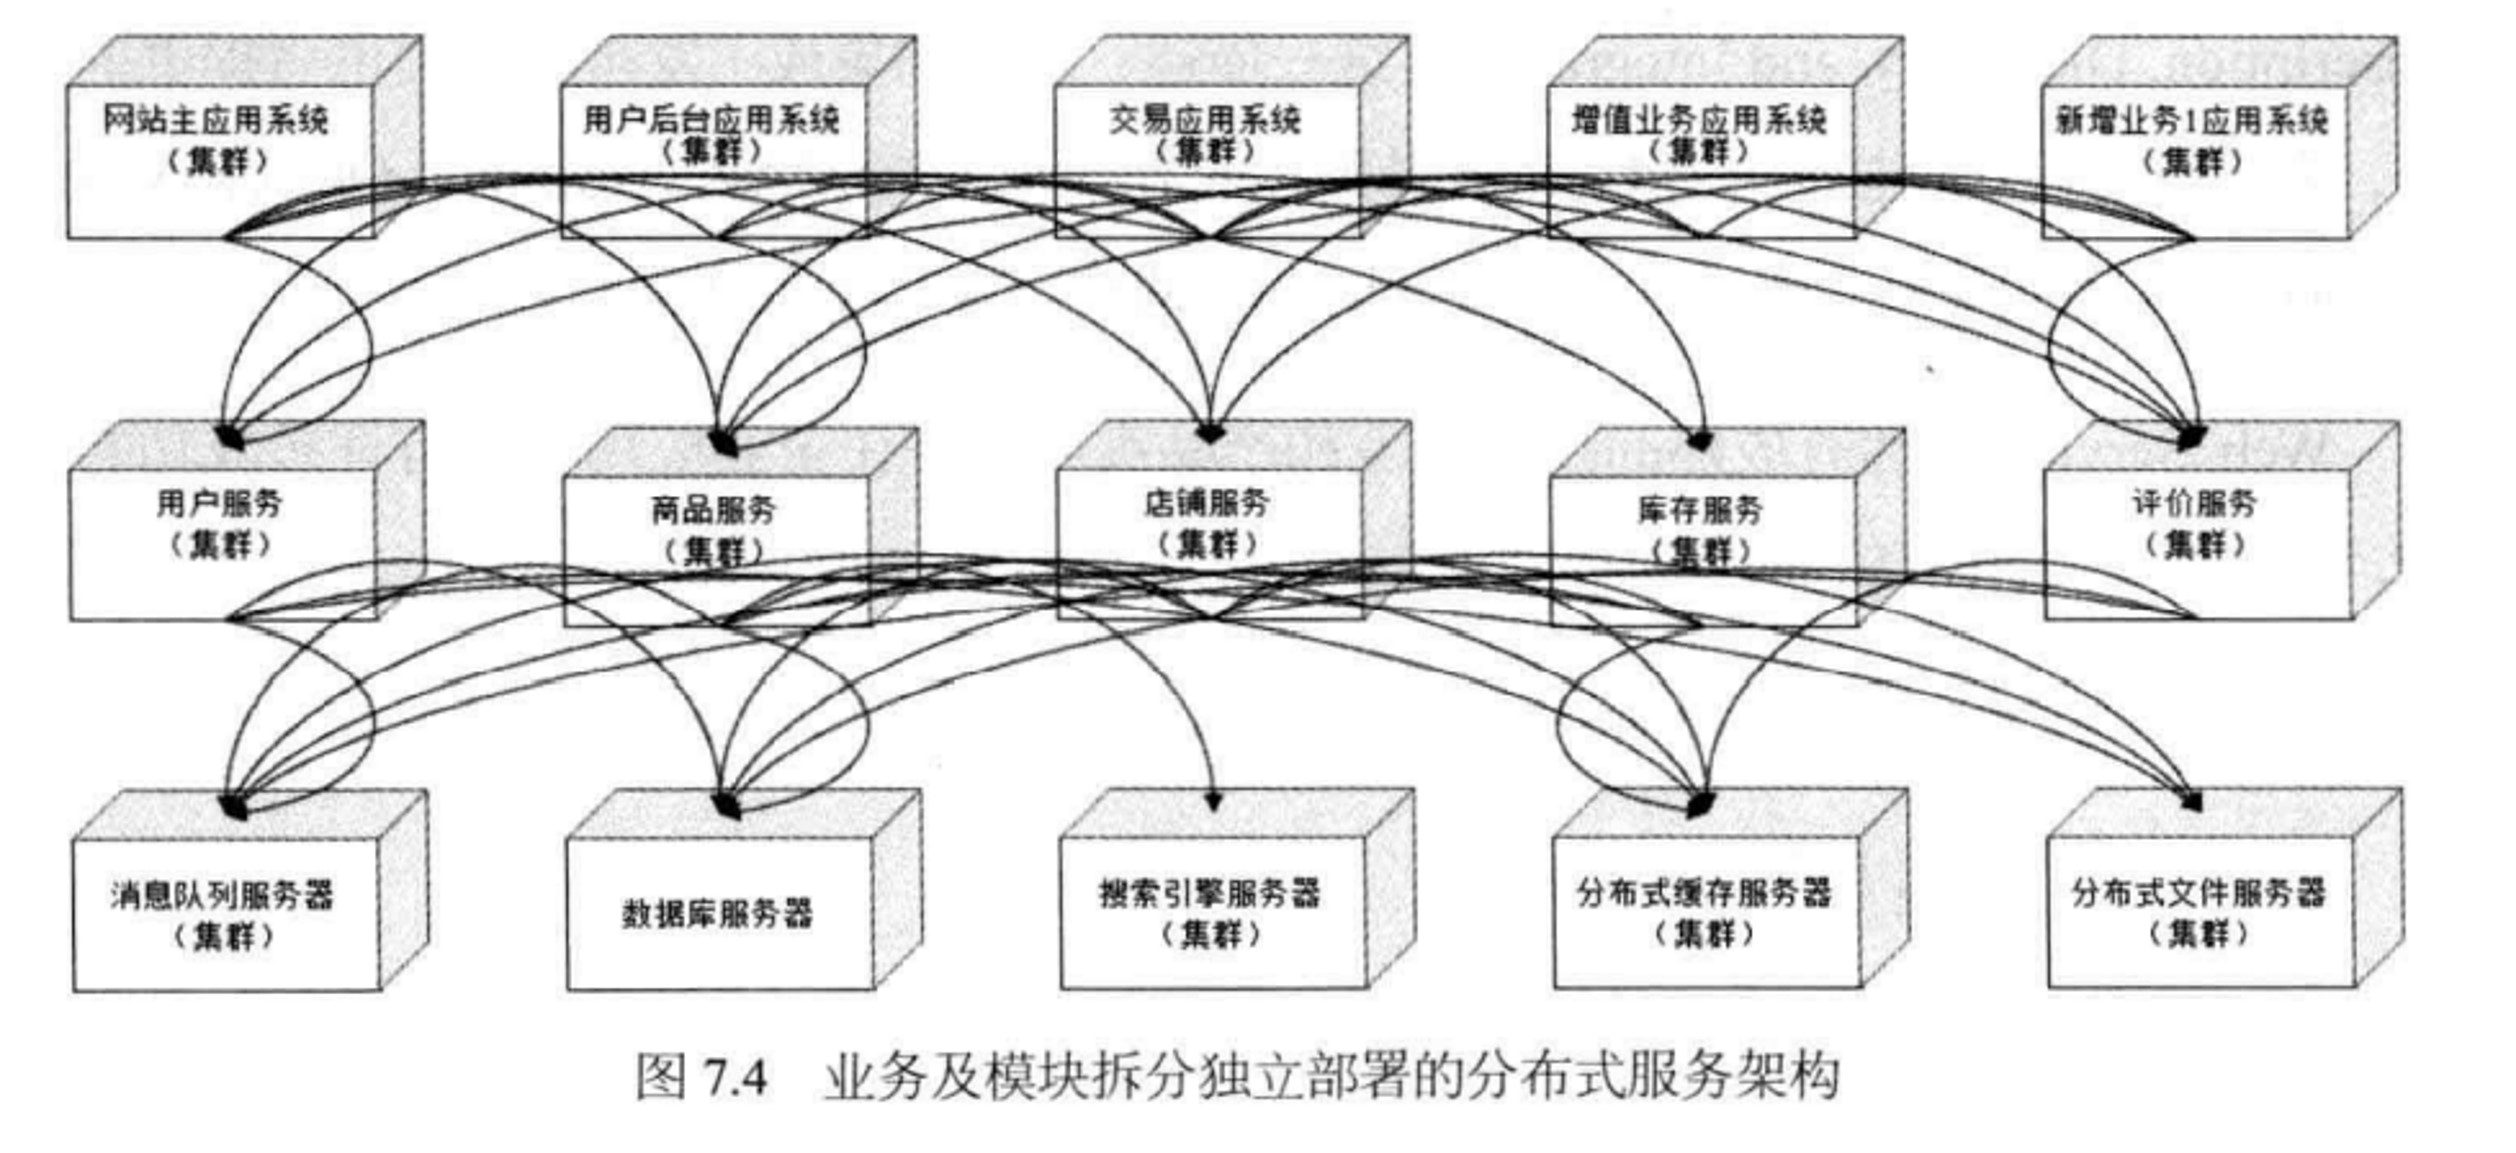 网站主应用系统
（集群）
用户后台应用系统
（集群）
交易应用系统
（集群）
增值业务应用系统
（集群）
新增业务1应用系统
（集群）
用户服务
（集群）
商品服务
（集群）
店铺服务
（集群）
库存服务
（集群）
评价服务
（集群）
消息队列服务器
（集群）
数据库服务器
搜索引擎服务器
（集群）
分布式缓存服务器
（集群）
分布式文件服务器
（集群）
图 7.4 业务及模块拆分独立部署的分布式服务架构